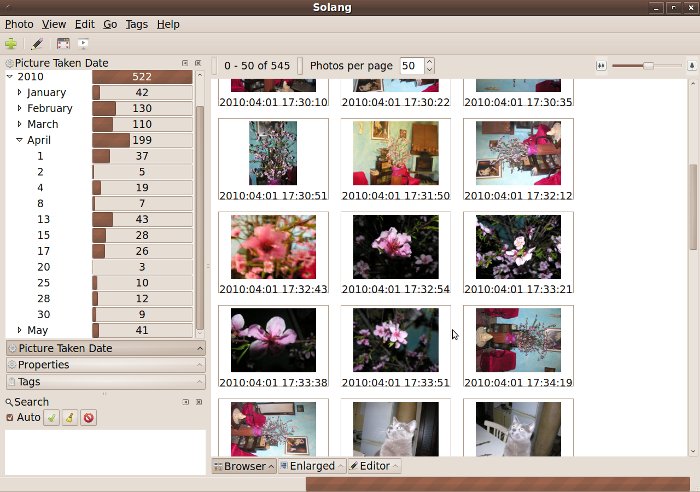 Solang
Photo View Edit Go Tags Help
Picture Taken Date
2010 522
January 42
February 130
March 110
April 199
1 37
2 5
4 19
8 7
13 43
15 28
17 26
20 3
25 10
28 12
30 9
May 41
Picture Taken Date
Properties
Tags
Search
Auto
0 - 50 of 545 Photos per page 50
2010:04:01 17:30:10 2010:04:01 17:30:22 2010:04:01 17:30:35
2010:04:01 17:30:51 2010:04:01 17:31:50 2010:04:01 17:32:12
2010:04:01 17:32:43 2010:04:01 17:32:54 2010:04:01 17:33:21
2010:04:01 17:33:38 2010:04:01 17:33:51 2010:04:01 17:34:19
Browser Enlarged Editor